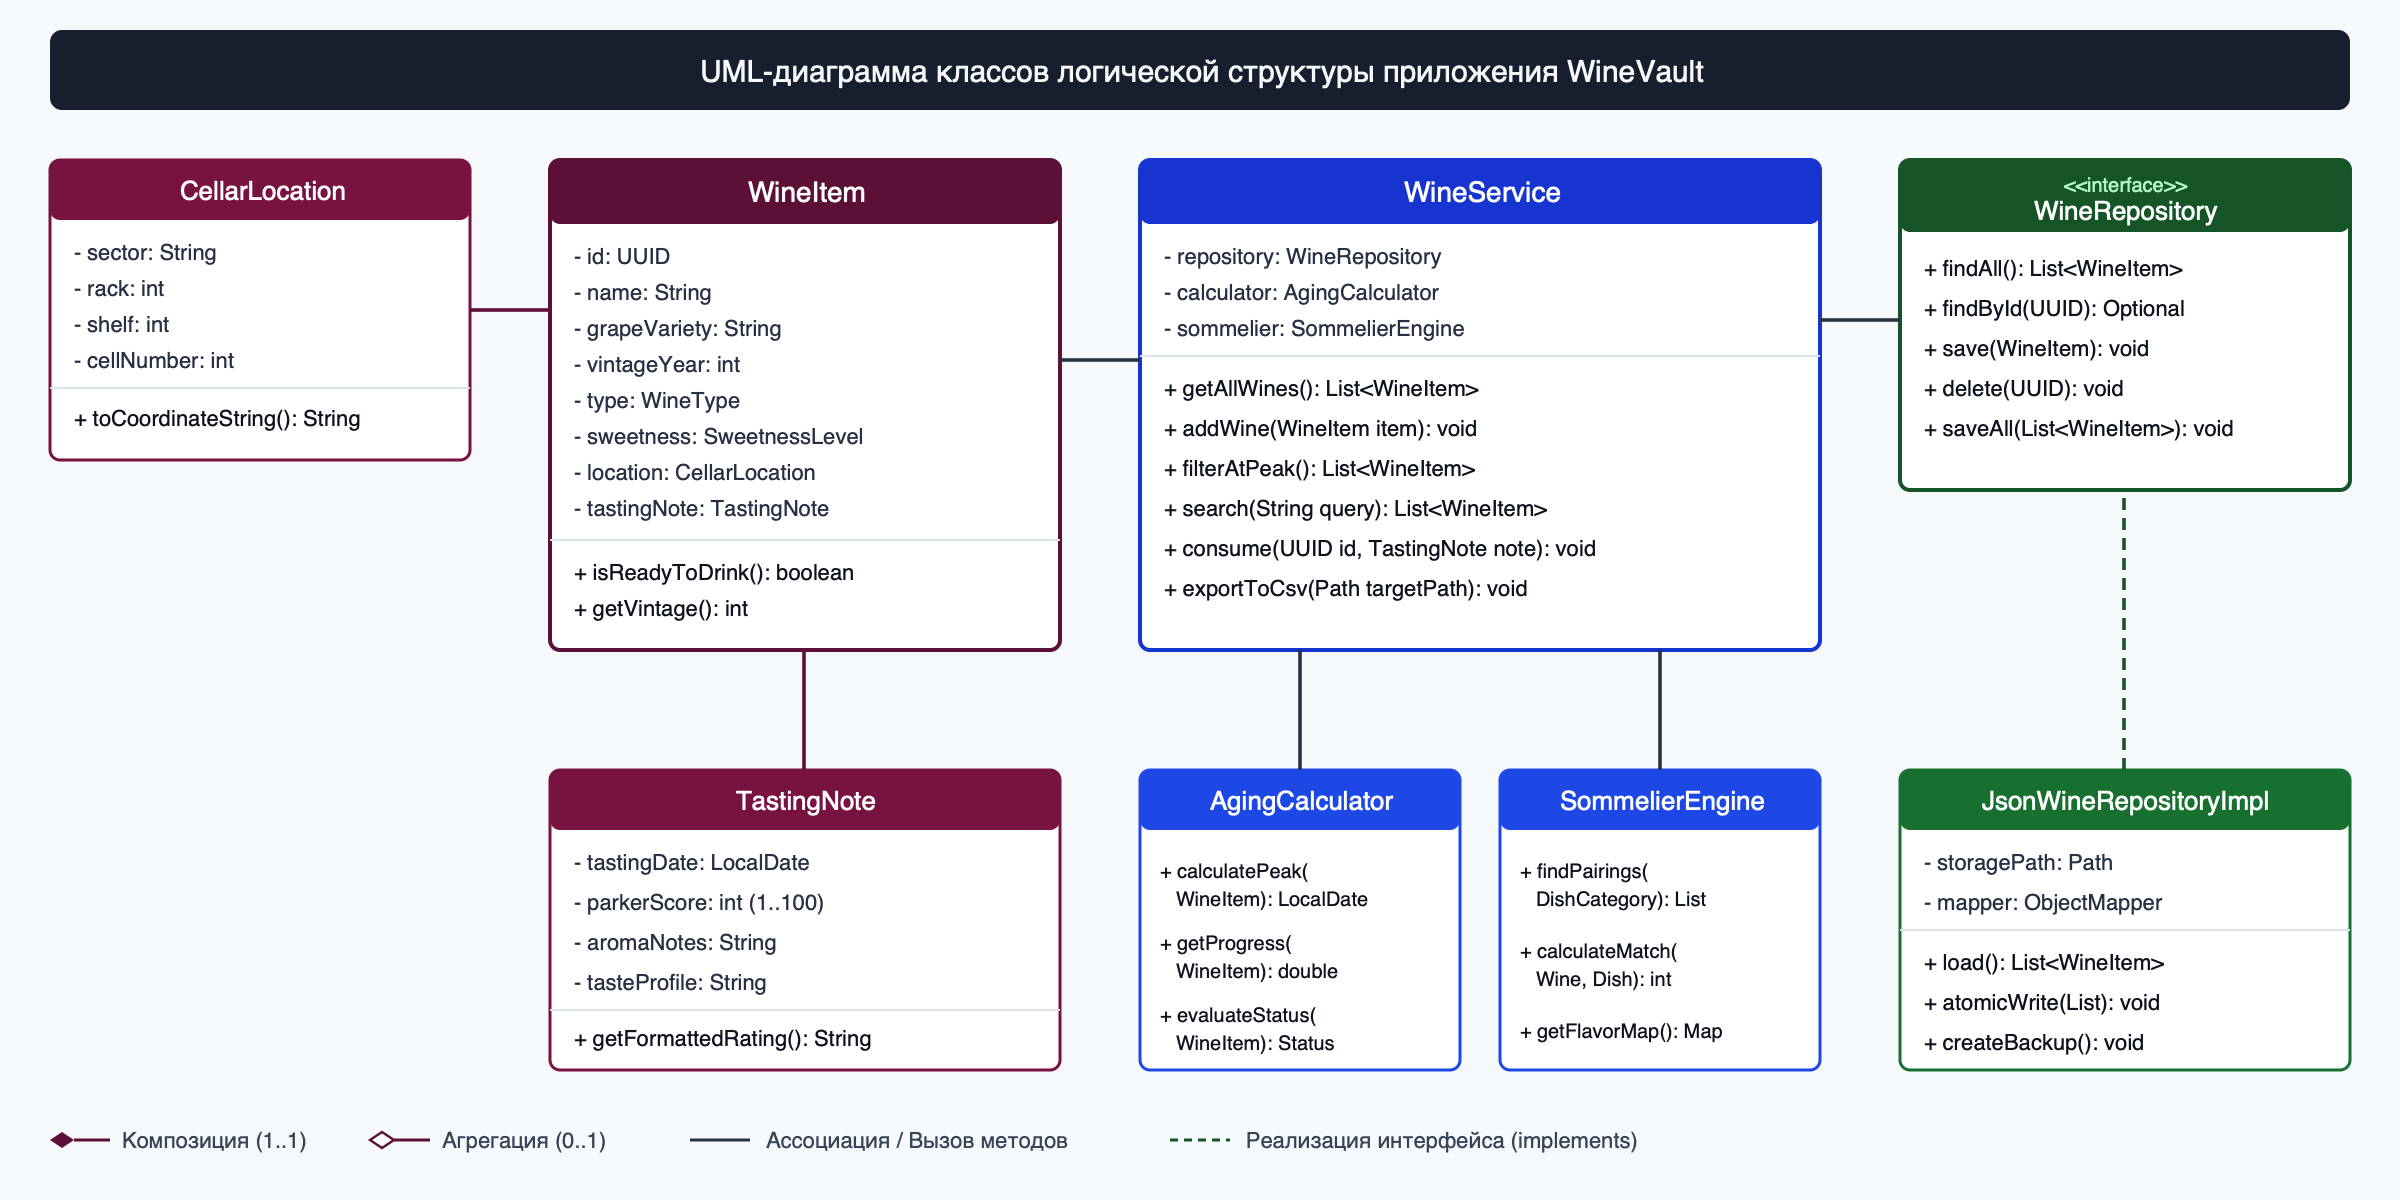 UML-диаграмма классов логической структуры приложения WineVault
CellarLocation
- sector: String
- rack: int
- shelf: int
- cellNumber: int
+ toCoordinateString(): String
WineItem
- id: UUID
- name: String
- grapeVariety: String
- vintageYear: int
- type: WineType
- sweetness: SweetnessLevel
- location: CellarLocation
- tastingNote: TastingNote
+ isReadyToDrink(): boolean
+ getVintage(): int
WineService
- repository: WineRepository
- calculator: AgingCalculator
- sommelier: SommelierEngine
+ getAllWines(): List<WineItem>
+ addWine(WineItem item): void
+ filterAtPeak(): List<WineItem>
+ search(String query): List<WineItem>
+ consume(UUID id, TastingNote note): void
+ exportToCsv(Path targetPath): void
<<interface>>
WineRepository
+ findAll(): List<WineItem>
+ findById(UUID): Optional
+ save(WineItem): void
+ delete(UUID): void
+ saveAll(List<WineItem>): void
TastingNote
- tastingDate: LocalDate
- parkerScore: int (1..100)
- aromaNotes: String
- tasteProfile: String
+ getFormattedRating(): String
AgingCalculator
+ calculatePeak(
WineItem): LocalDate
+ getProgress(
WineItem): double
+ evaluateStatus(
WineItem): Status
SommelierEngine
+ findPairings(
DishCategory): List
+ calculateMatch(
Wine, Dish): int
+ getFlavorMap(): Map
JsonWineRepositoryImpl
- storagePath: Path
- mapper: ObjectMapper
+ load(): List<WineItem>
+ atomicWrite(List): void
+ createBackup(): void
Композиция (1..1)
Агрегация (0..1)
Ассоциация / Вызов методов
Реализация интерфейса (implements)